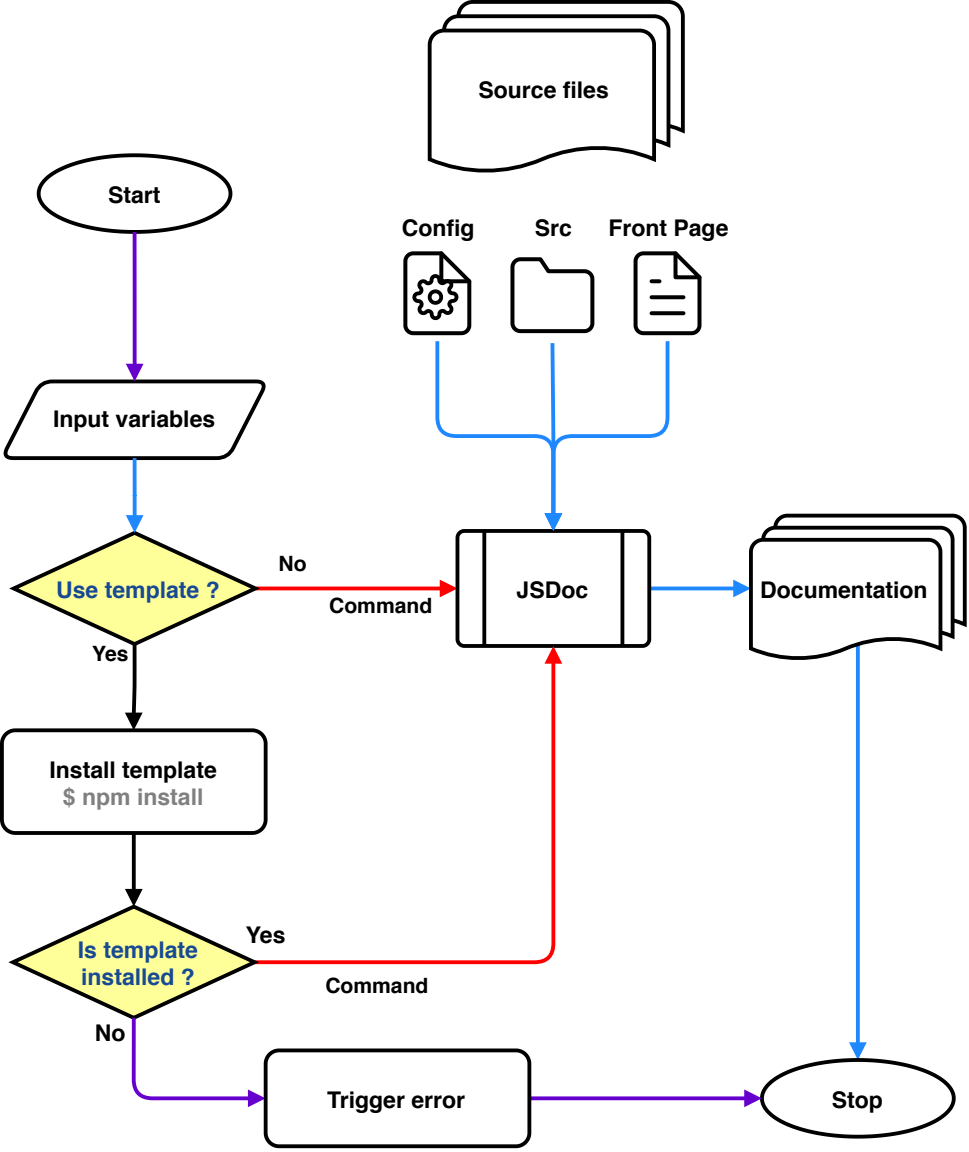 Source files
Start
Config
Src
Front Page
Input variables
Use template ?
No
Command
JSDoc
Documentation
Yes
Install template
$ npm install
Is template
installed ?
Yes
Command
No
Trigger error
Stop